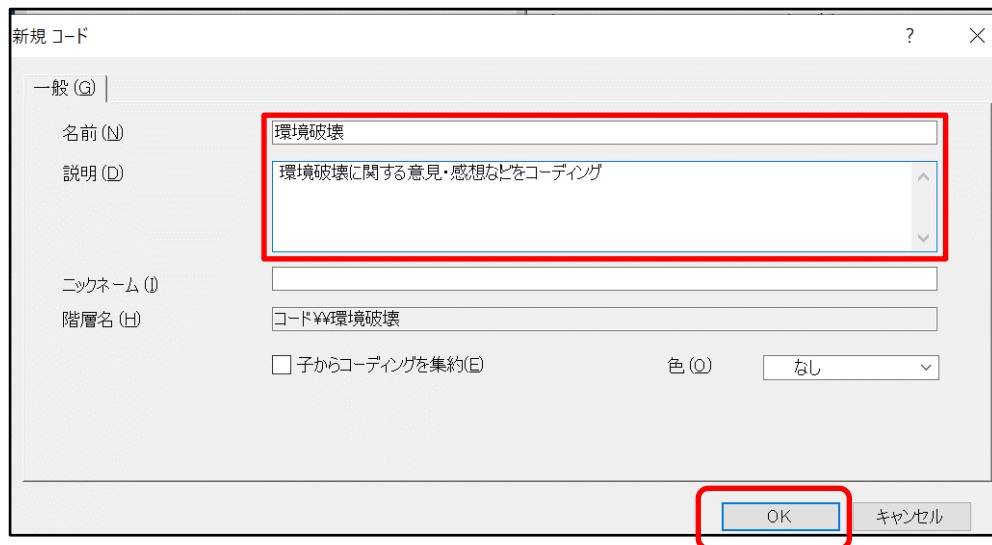 新規 コード
?
一般(G)
名前(N)
環境破壊
説明(D)
環境破壊に関する意見・感想などをコーディング
ニックネーム(I)
階層名(H)
コード¥¥環境破壊
子からコーディングを集約(E)
色(O)
なし
OK
キャンセル